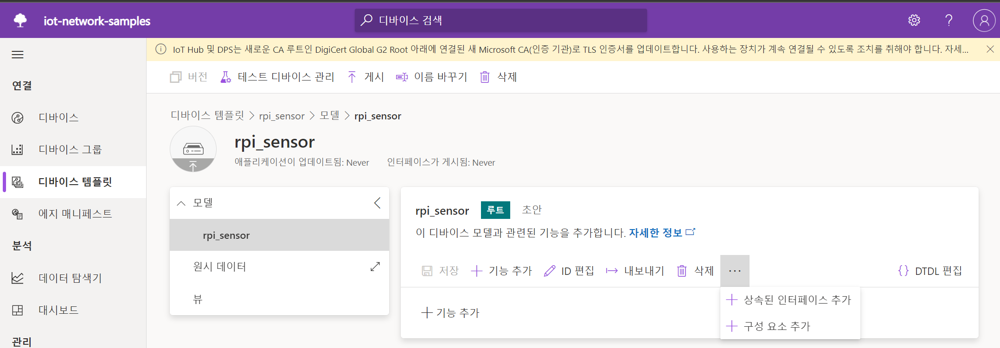 iot-network-samples
디바이스 검색
IoT Hub 및 DPS는 새로운 CA 루트인 DigiCert Global G2 Root 아래에 연결된 새 Microsoft CA(인증 기관)로 TLS 인증서를 업데이트합니다. 사용하는 장치가 계속 연결될 수 있도록 조치를 취해야 합니다. 자세...
버전 테스트 디바이스 관리 게시 이름 바꾸기 삭제
연결
디바이스
디바이스 그룹
디바이스 템플릿
에지 매니페스트
분석
데이터 탐색기
대시보드
관리
디바이스 템플릿 > rpi_sensor > 모델 > rpi_sensor
rpi_sensor
애플리케이션이 업데이트됨: Never 인터페이스가 게시됨: Never
모델
rpi_sensor
원시 데이터
뷰
rpi_sensor 루트 초안
이 디바이스 모델과 관련된 기능을 추가합니다. 자세한 정보
저장 기능 추가 ID 편집 내보내기 삭제 ... {} DTDL 편집
기능 추가
상속된 인터페이스 추가
구성 요소 추가